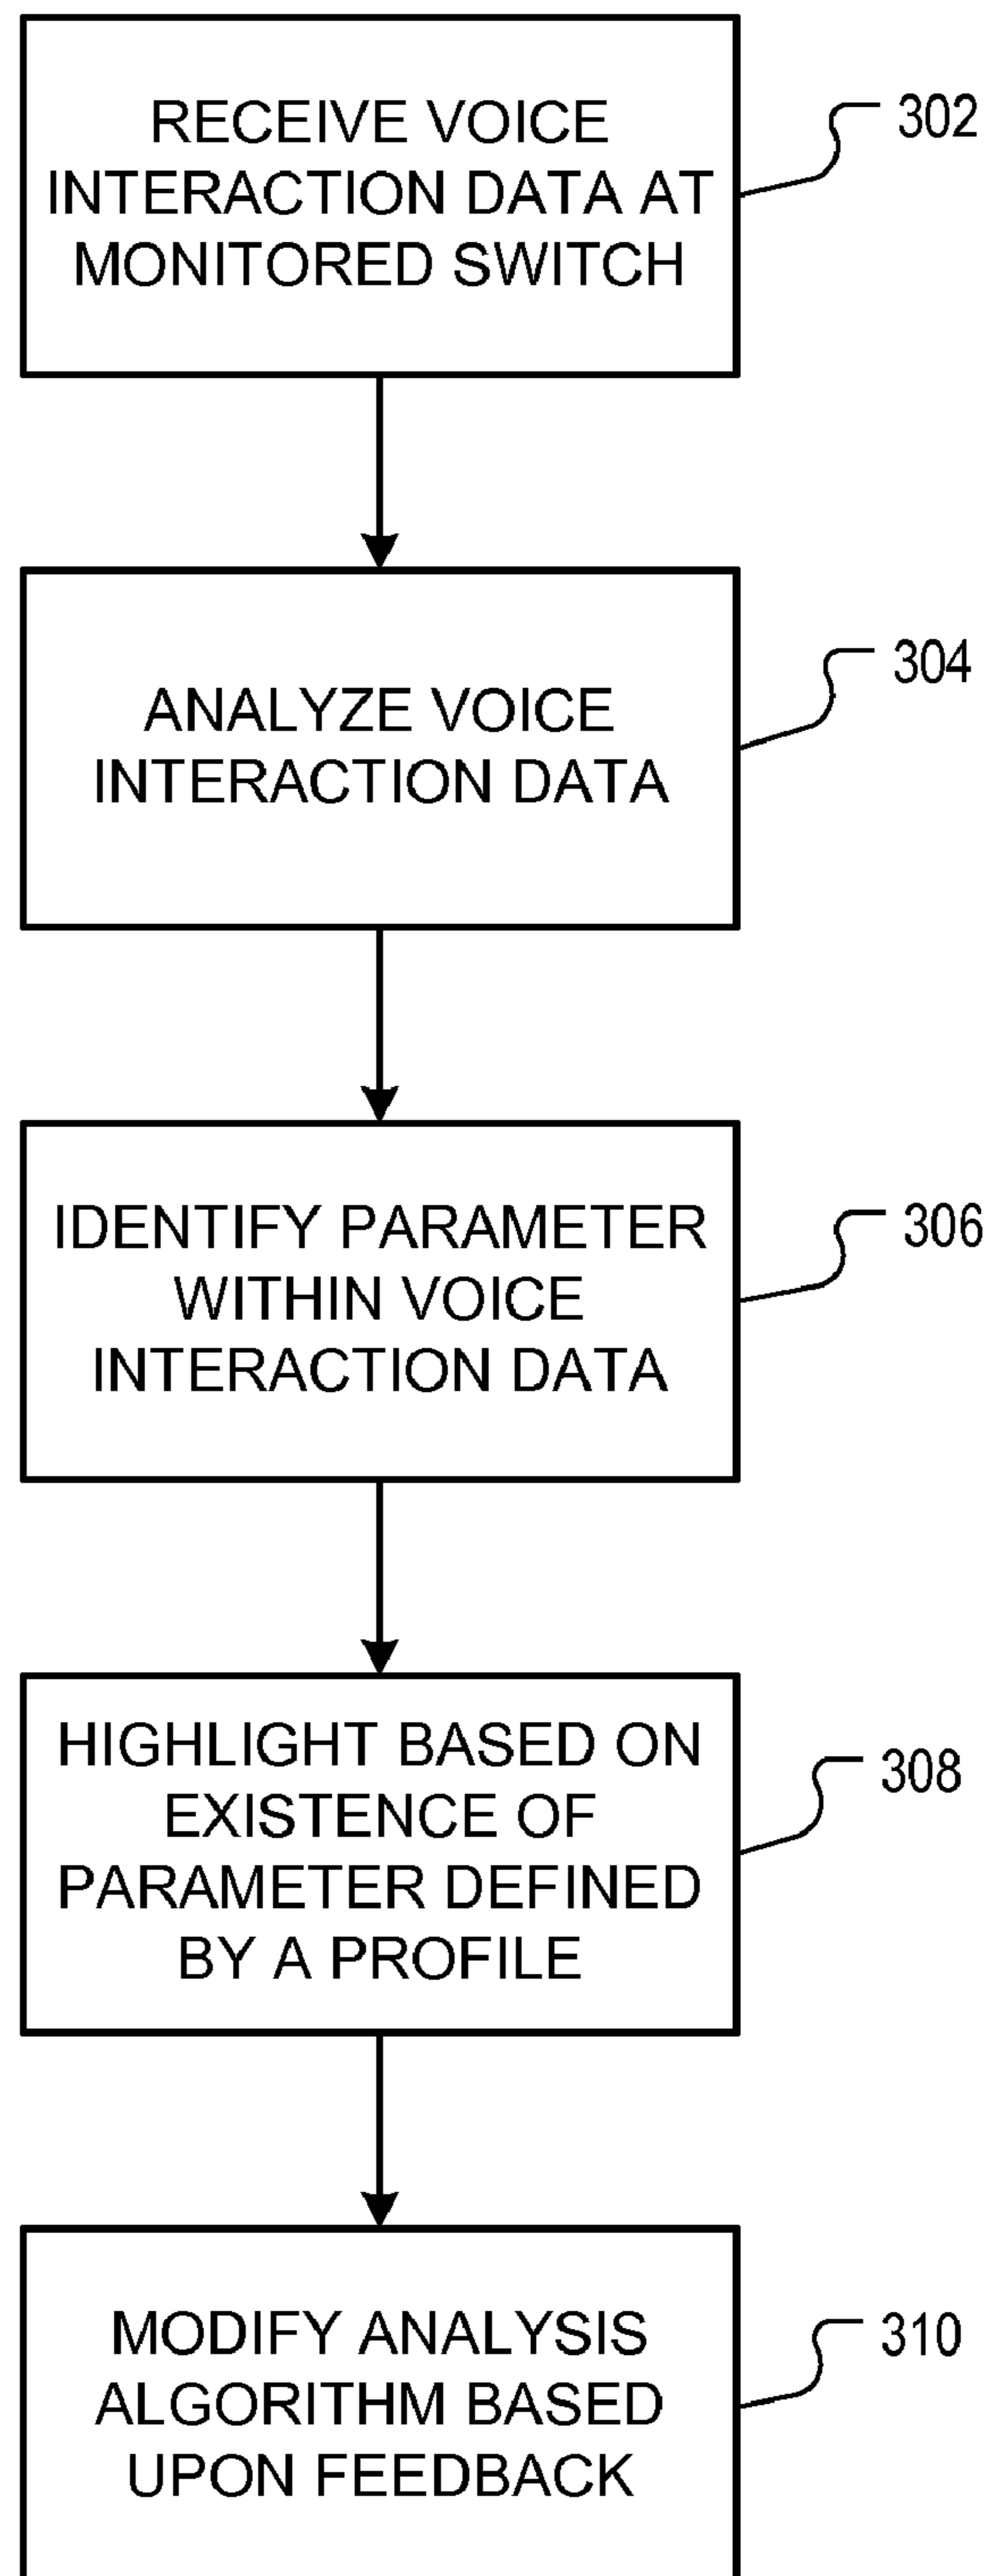 RECEIVE VOICE
INTERACTION DATA AT
MONITORED SWITCH
302
ANALYZE VOICE
INTERACTION DATA
304
IDENTIFY PARAMETER
WITHIN VOICE
INTERACTION DATA
306
HIGHLIGHT BASED ON
EXISTENCE OF
PARAMETER DEFINED
BY A PROFILE
308
MODIFY ANALYSIS
ALGORITHM BASED
UPON FEEDBACK
310